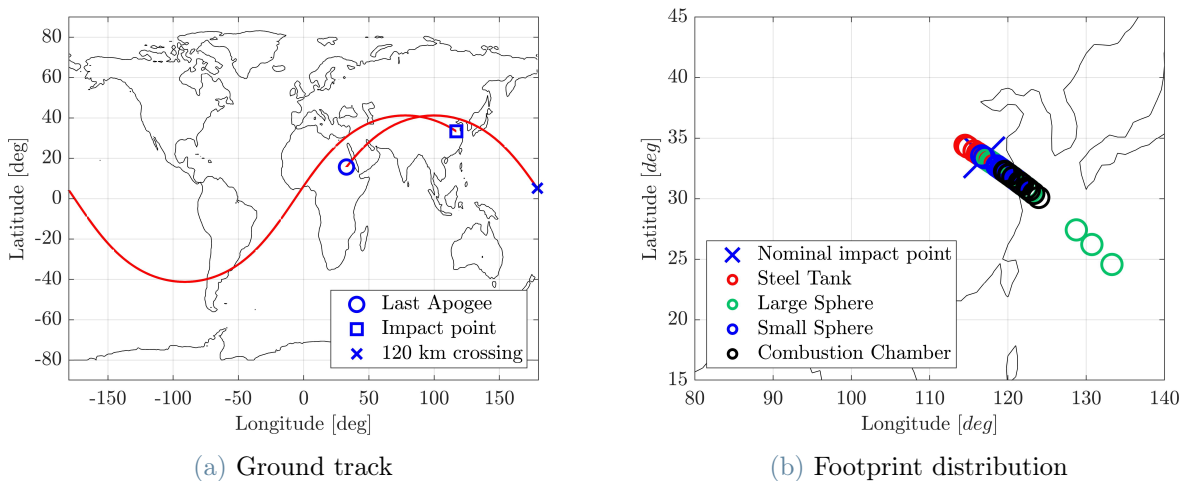 80
60
40
20
0
-20
-40
-60
-80
Latitude [deg]
-150
-100
-50
0
50
100
150
Longitude [deg]
Last Apogee
Impact point
120 km crossing
(a) Ground track
45
40
35
30
25
20
15
Latitude [deg]
80
90
100
110
120
130
140
Longitude [deg]
Nominal impact point
Steel Tank
Large Sphere
Small Sphere
Combustion Chamber
(b) Footprint distribution